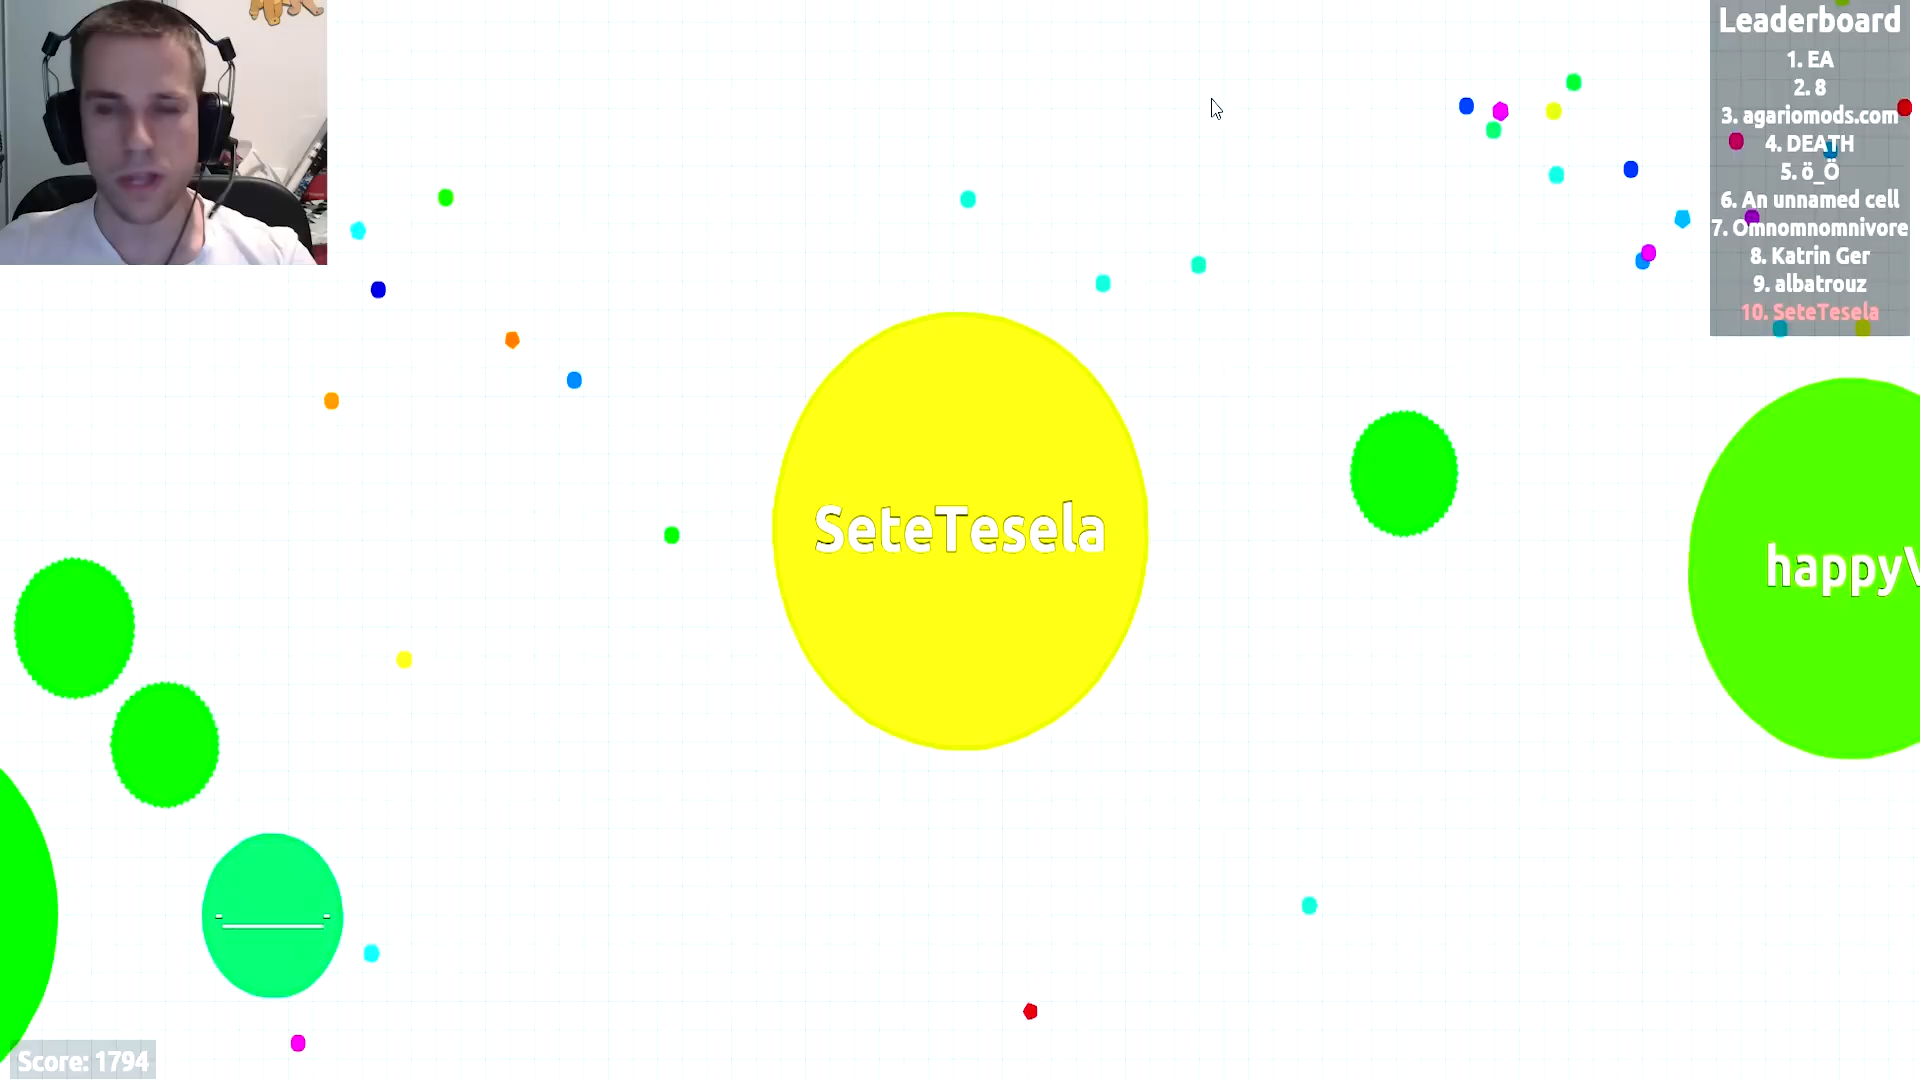 Leaderboard
1. EA
2. 8
3. agariomods.com
4. DEATH
5. ö_Ö
6. An unnamed cell
7. Omnomnomnivore
8. Katrin Ger
9. albatrouz
10. SeteTesela
SeteTesela
happy
Score: 1794